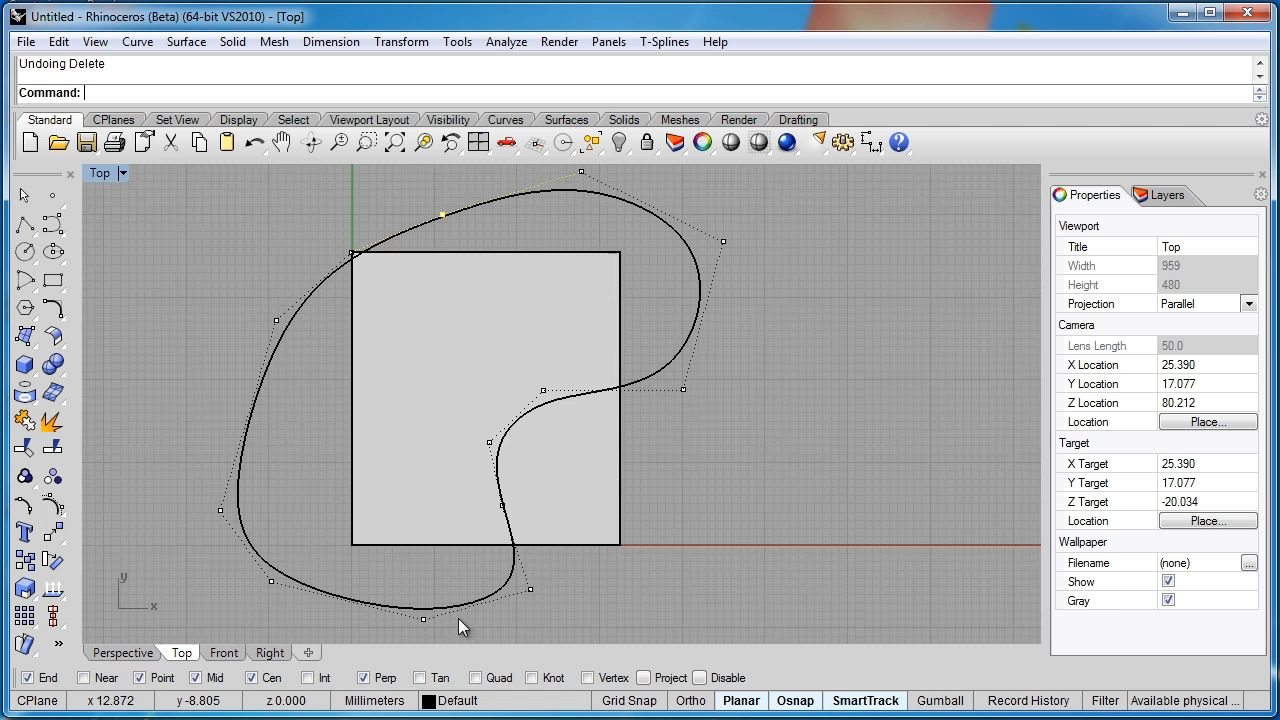 Untitled - Rhinoceros (Beta) (64-bit VS2010) - [Top]
File Edit View Curve Surface Solid Mesh Dimension Transform Tools Analyze Render Panels T-Splines Help
Undoing Delete
Command:
Standard CPlanes Set View Display Select Viewport Layout Visibility Curves Surfaces Solids Meshes Render Drafting
Top
Properties Layers
Viewport
Title Top
Width 959
Height 480
Projection Parallel
Camera
Lens Length 50.0
X Location 25.390
Y Location 17.077
Z Location 80.212
Location Place...
Target
X Target 25.390
Y Target 17.077
Z Target -20.034
Location Place...
Wallpaper
Filename (none) ...
Show
Gray
y
x
Perspective Top Front Right
End Near Point Mid Cen Int Perp Tan Quad Knot Vertex Project Disable
CPlane x 12.872 y -8.805 z 0.000 Millimeters Default Grid Snap Ortho Planar Osnap SmartTrack Gumball Record History Filter Available physical ...